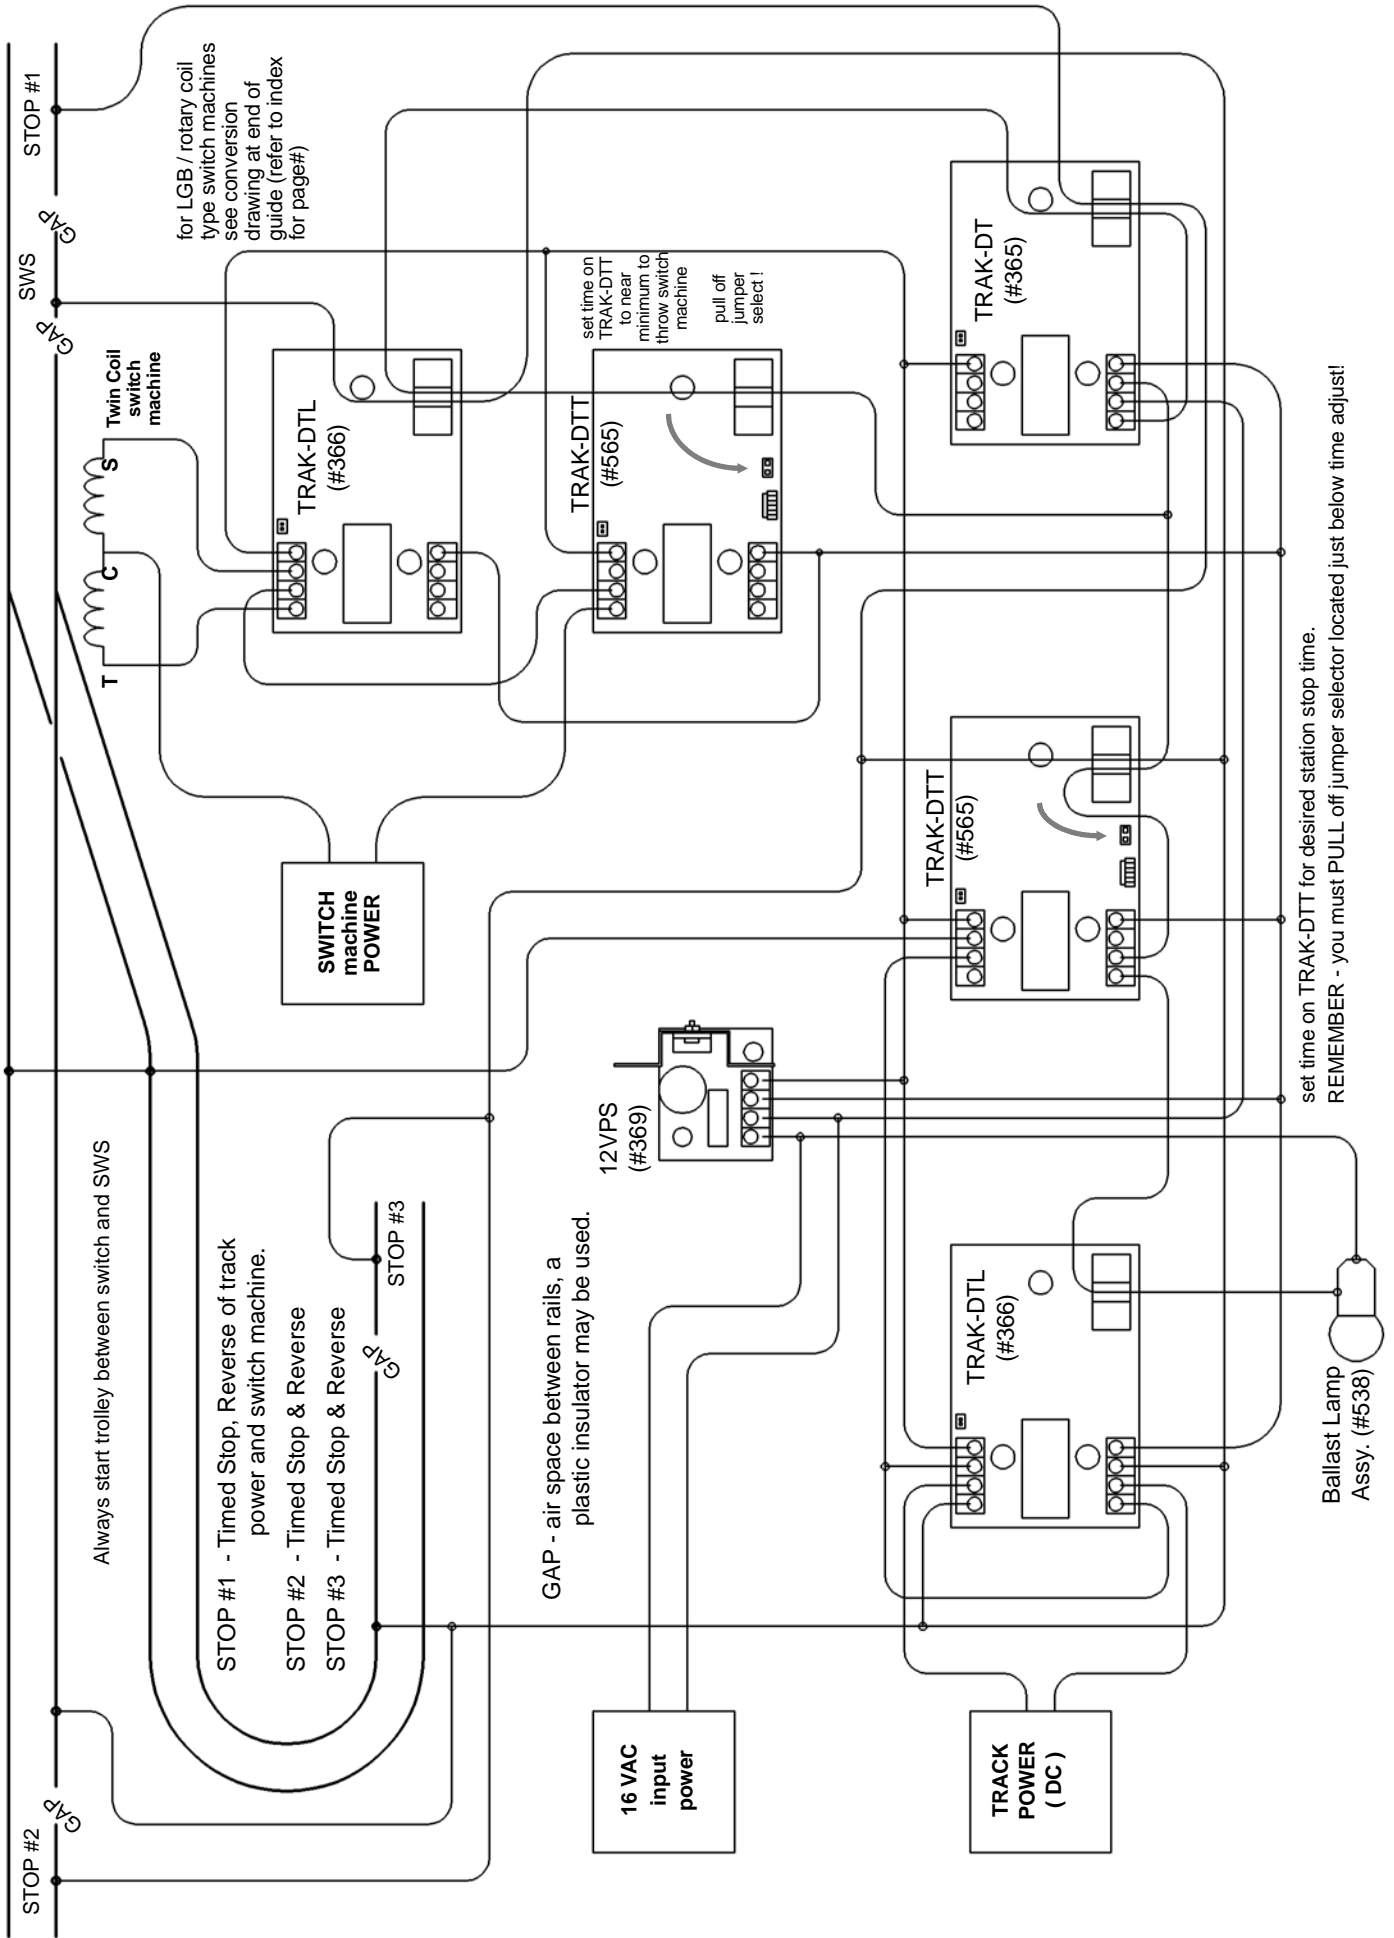 STOP #2
GAP
GAP
SWS
GAP
STOP #1
Always start trolley between switch and SWS
T
C
S
Twin Coil
switch
machine
for LGB / rotary coil
type switch machines
see conversion
drawing at end of
guide (refer to index
for page#)
STOP #1 - Timed Stop, Reverse of track
power and switch machine.
STOP #2 - Timed Stop & Reverse
STOP #3 - Timed Stop & Reverse
GAP
STOP #3
SWITCH
machine
POWER
TRAK-DTL
(#366)
GAP - air space between rails, a
plastic insulator may be used.
12VPS
(#369)
TRAK-DTT
(#565)
set time on
TRAK-DTT
to near
minimum to
throw switch
machine
pull off
jumper
select !
16 VAC
input
power
TRAK-DTL
(#366)
TRAK-DTT
(#565)
TRAK-DT
(#365)
TRACK
POWER
( DC )
Ballast Lamp
Assy. (#538)
set time on TRAK-DTT for desired station stop time.
REMEMBER - you must PULL off jumper selector located just below time adjust!